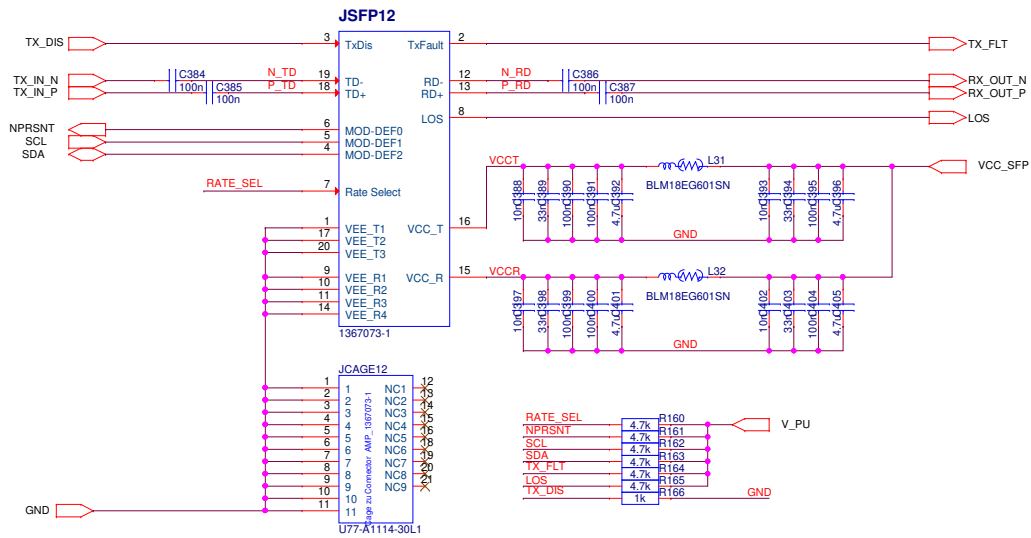 JSFP12
TX_DIS 3 TxDis TxFault 2 TX_FLT
TX_IN_N C384 100n N_TD 19 TD- RD- 12 N_RD C386 100n RX_OUT_N
TX_IN_P C385 100n P_TD 18 TD+ RD+ 13 P_RD C387 100n RX_OUT_P
LOS 8 LOS
NPRSNT 6 MOD-DEF0
SCL 5 MOD-DEF1
SDA 4 MOD-DEF2
RATE_SEL 7 Rate Select
VCCT L31 VCC_SFP
BLM18EG601SN
10n C388
33n C389
100n C390
100n C391
4.7u C392
10n C393
33n C394
100n C395
4.7u C396
GND
1 VEE_T1 VCC_T 16
17 VEE_T2
20 VEE_T3
9 VEE_R1 VCC_R 15 VCCR L32
10 VEE_R2
11 VEE_R3
14 VEE_R4
BLM18EG601SN
10n C397
33n C398
100n C399
100n C400
4.7u C401
10n C402
33n C403
100n C404
4.7u C405
GND
1367073-1
JCAGE12
1 1 NC1 12
2 2 NC2 13
3 3 NC3 14
4 4 NC4 15
5 5 NC5 16
6 6 NC6 18
7 7 NC7 19
8 8 NC8 20
9 9 NC9 21
10 10
11 11
Cage zu Connector AMP_1367073-1
U77-A1114-30L1
GND
RATE_SEL 4.7k R160 V_PU
NPRSNT 4.7k R161
SCL 4.7k R162
SDA 4.7k R163
TX_FLT 4.7k R164
LOS 4.7k R165
TX_DIS 1k R166 GND